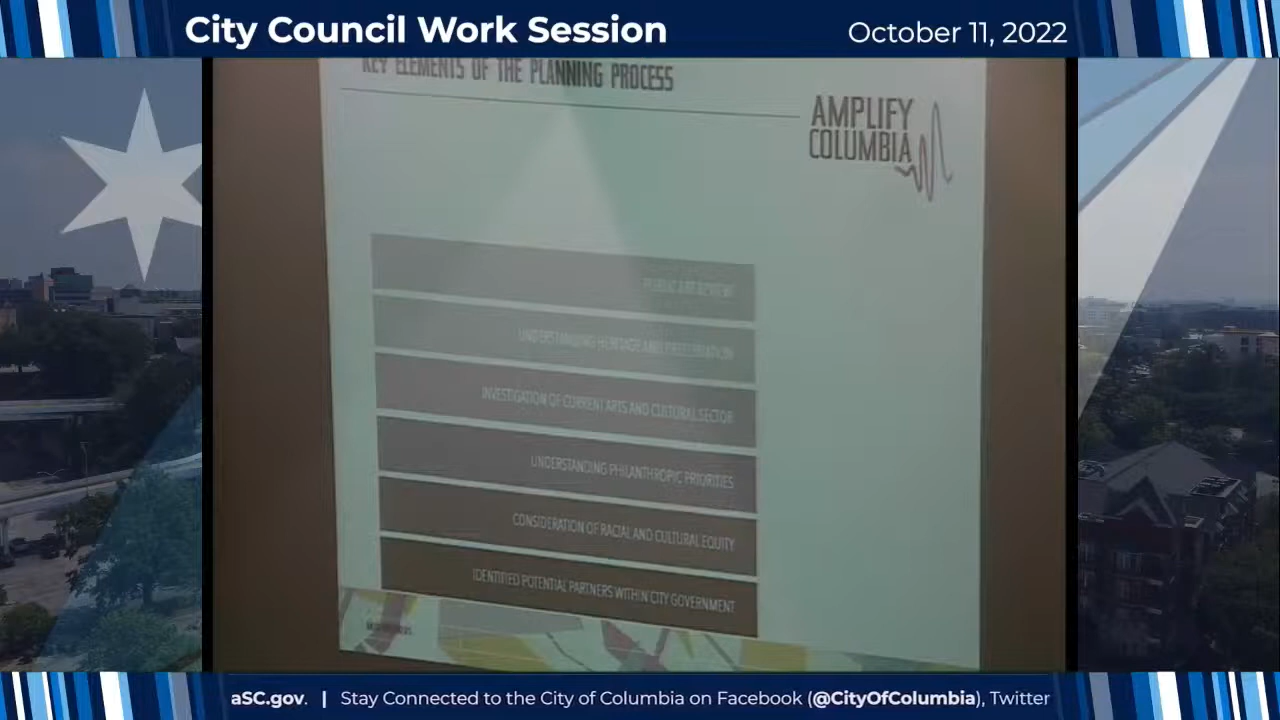 City Council Work Session
October 11, 2022
KEY ELEMENTS OF THE PLANNING PROCESS
AMPLIFY
COLUMBIA
PUBLIC ART REVIEW
UNDERSTANDING HERITAGE AND PRESERVATION
INVESTIGATION OF CURRENT ARTS AND CULTURAL SECTOR
UNDERSTANDING PHILANTHROPIC PRIORITIES
CONSIDERATION OF RACIAL AND CULTURAL EQUITY
IDENTIFIED POTENTIAL PARTNERS WITHIN CITY GOVERNMENT
aSC.gov. | Stay Connected to the City of Columbia on Facebook (@CityOfColumbia), Twitter